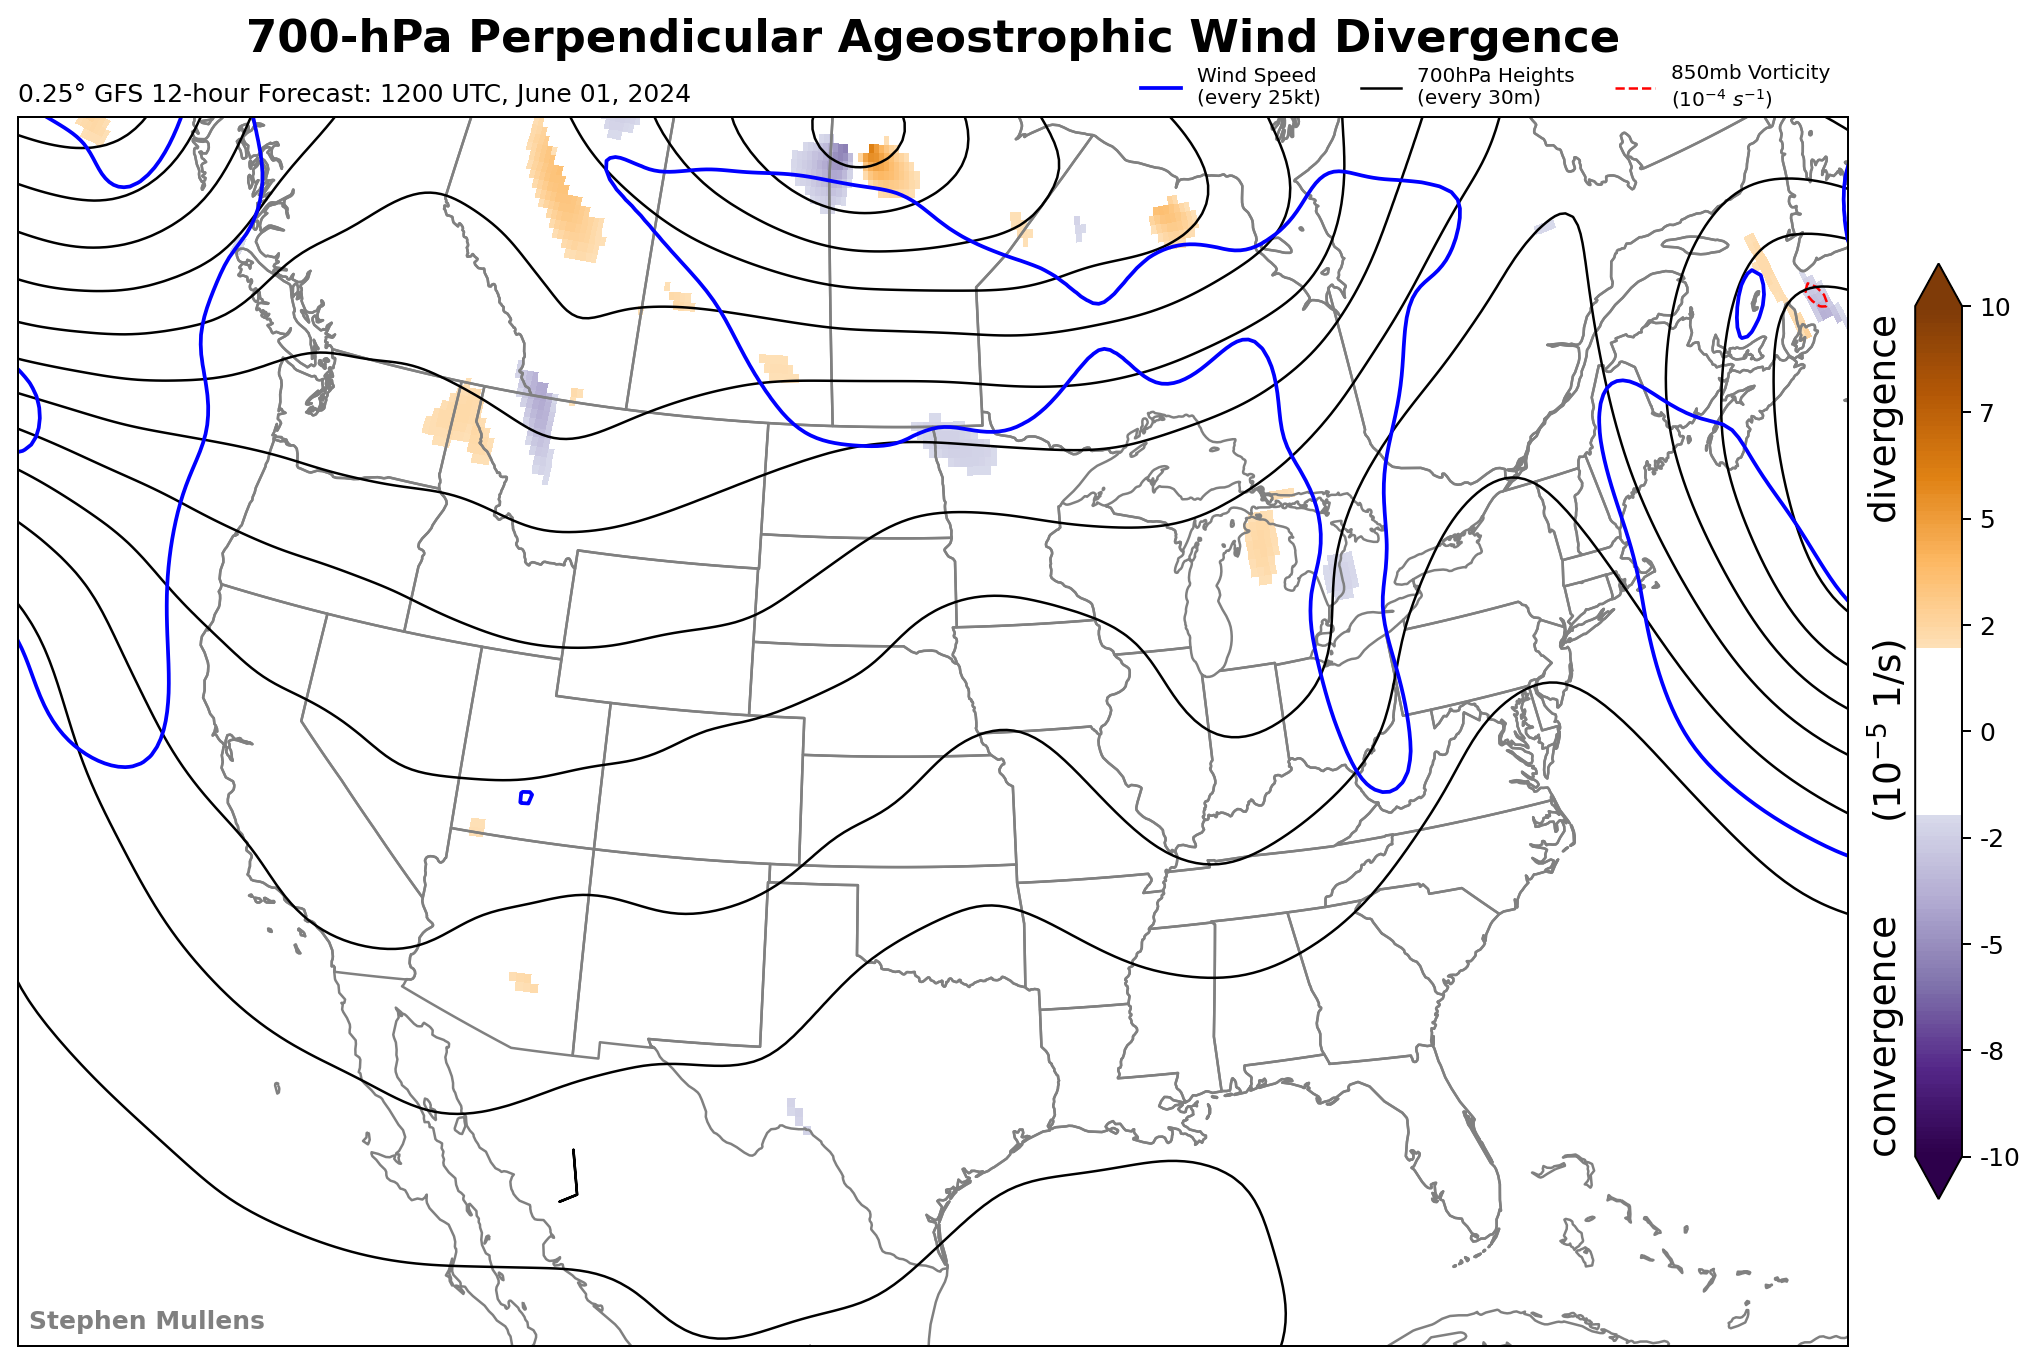 700-hPa Perpendicular Ageostrophic Wind Divergence
0.25° GFS 12-hour Forecast: 1200 UTC, June 01, 2024
Wind Speed
(every 25kt)
700hPa Heights
(every 30m)
850mb Vorticity
(10⁻⁴ s⁻¹)
10
7
5
2
0
-2
-5
-8
-10
convergence (10⁻⁵ 1/s) divergence
Stephen Mullens